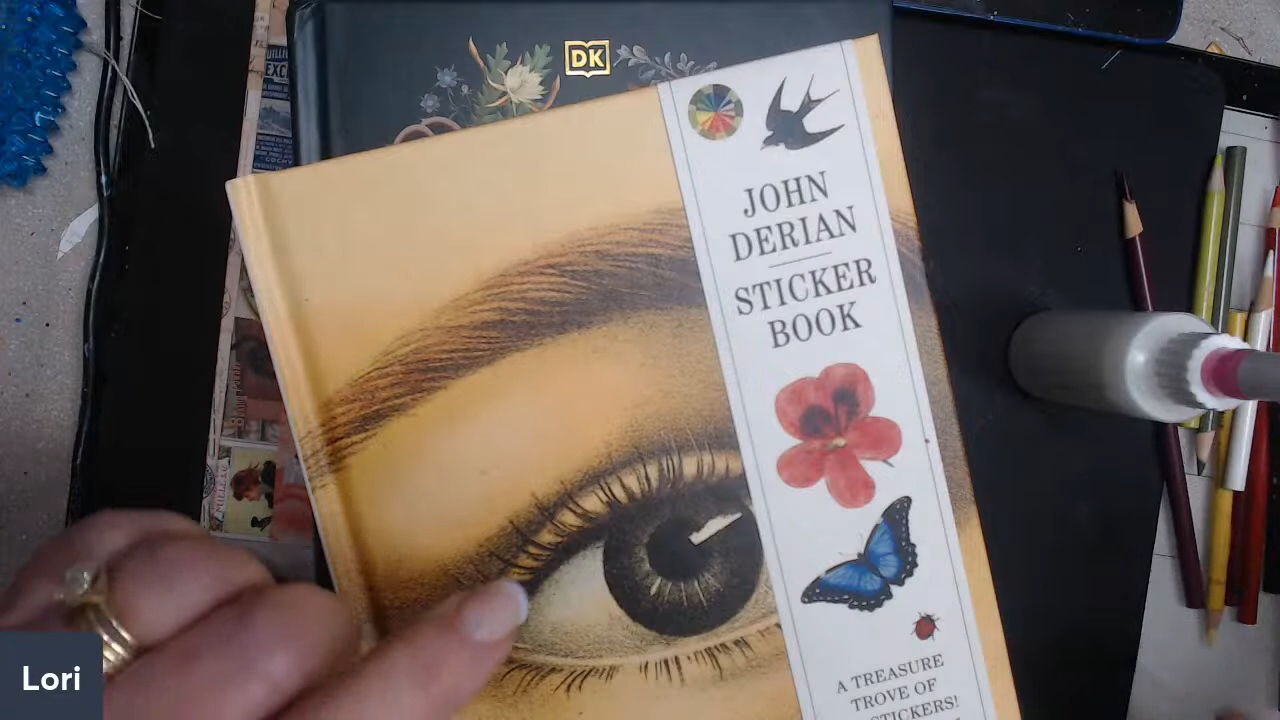 DK
JOHN
DERIAN
STICKER
BOOK
A TREASURE
TROVE OF
STICKERS!
Lori